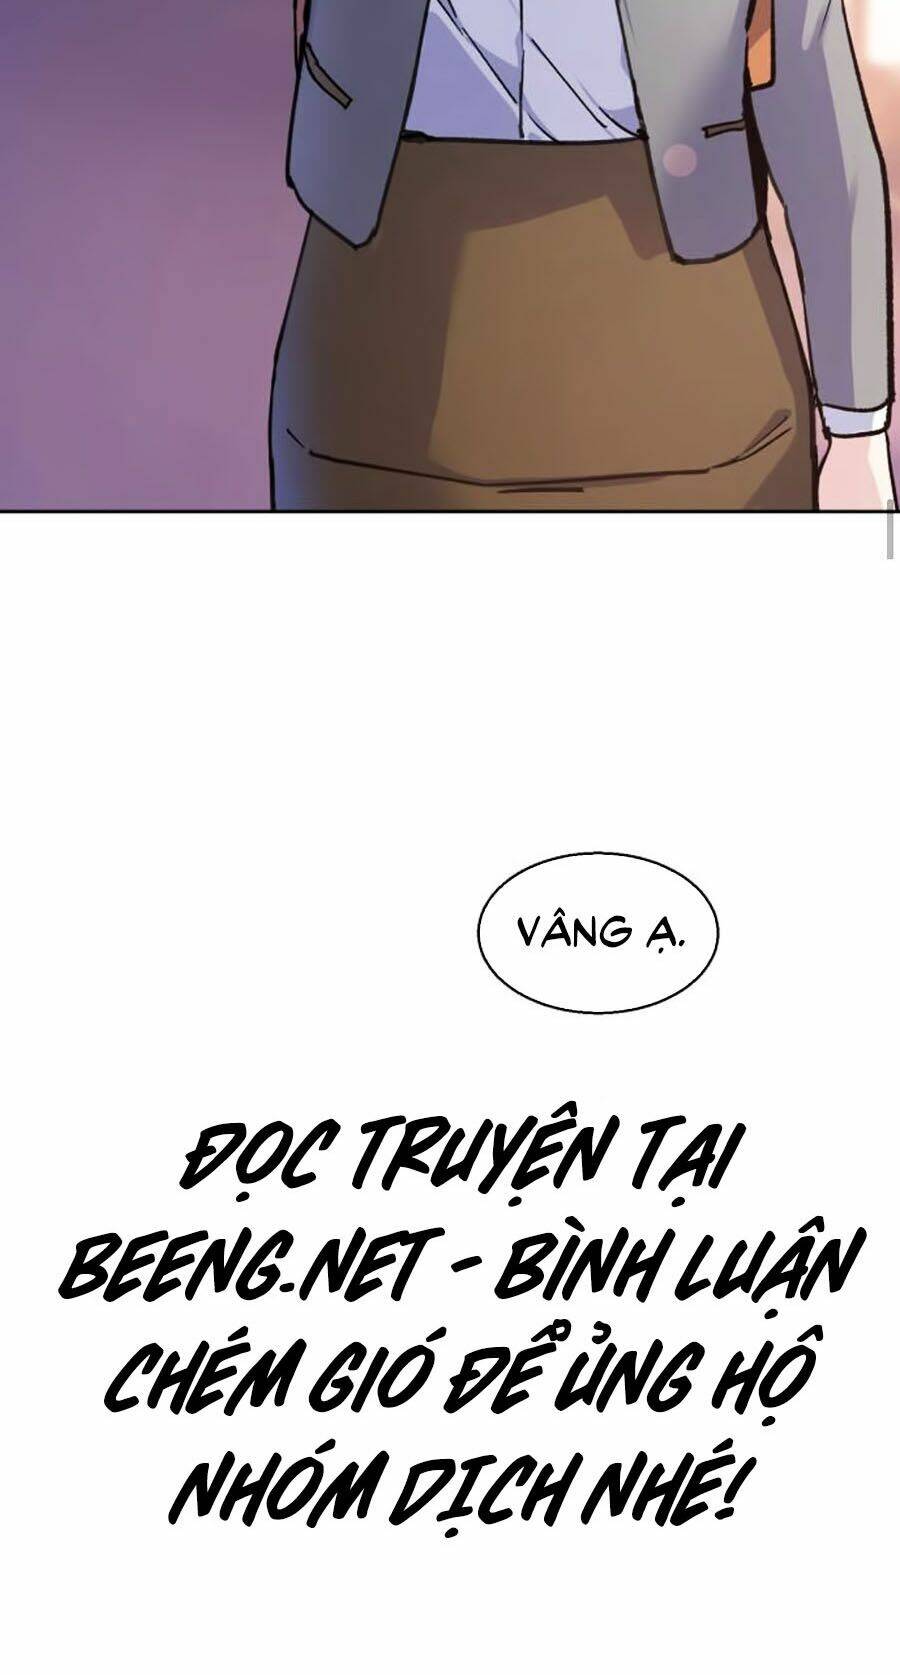 VÂNG Ạ.
ĐỌC TRUYỆN TẠI
BEENG.NET - BÌNH LUẬN
CHÉM GIÓ ĐỂ ỦNG HỘ
NHÓM DỊCH NHÉ!